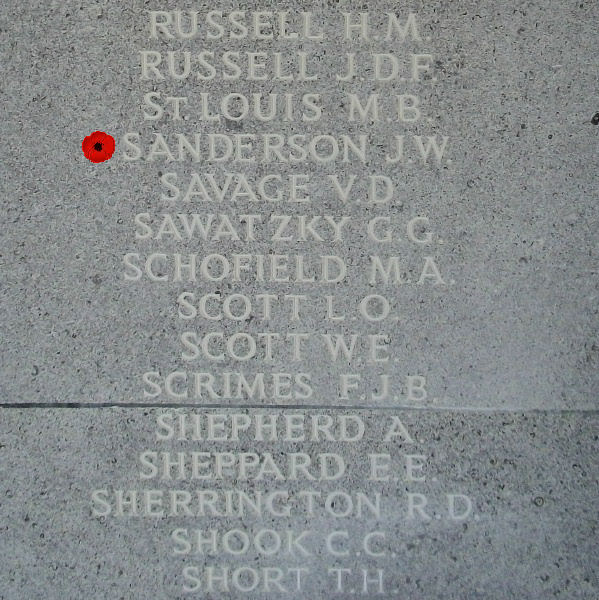 RUSSELL H.M.
RUSSELL J.D.F.
ST. LOUIS M.B.
SANDERSON J.W.
SAVAGE V.D.
SAWATZKY G.G.
SCHOFIELD M.A.
SCOTT L.O.
SCOTT W.E.
SCRIMES F.J.B.
SHEPHERD A.
SHEPPARD E.E.
SHERRINGTON R.D.
SHOOK C.C.
SHORT T.H.